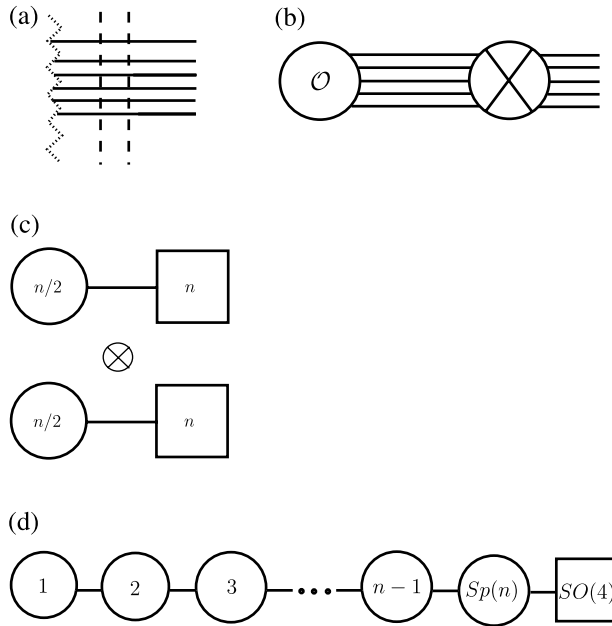 (a)
(b)
𝒪
(c)
n/2 n
n/2 n
(d)
1 2 3 n − 1 Sp(n) SO(4)